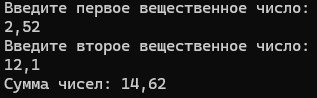 Введите первое вещественное число:
2,52
Введите второе вещественное число:
12,1
Сумма чисел: 14,62